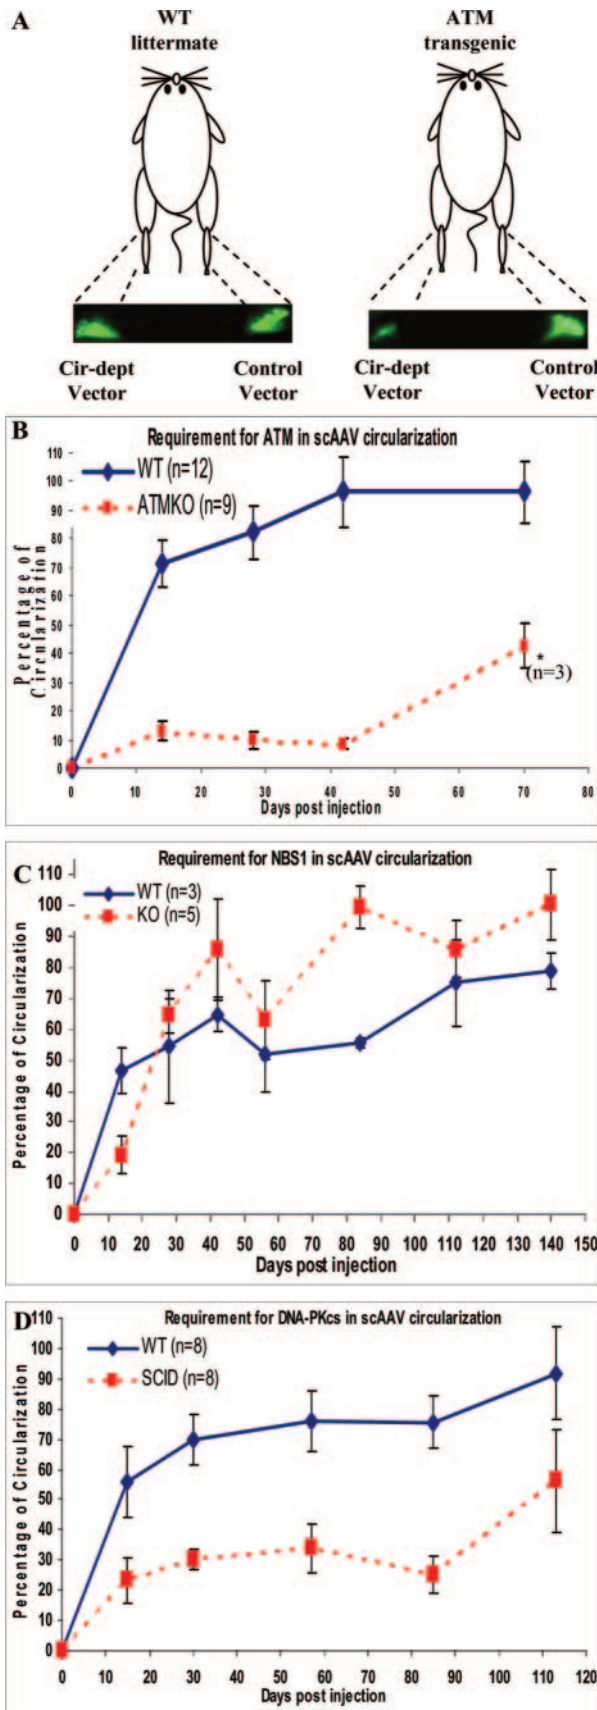 A
WT
littermate
ATM
transgenic
Cir-dept
Vector
Control
Vector
Cir-dept
Vector
Control
Vector
B
Requirement for ATM in scAAV circularization
WT (n=12)
ATMKO (n=9)
Percentage of
Circularization
110
100
90
80
70
60
50
40
30
20
10
0
*
(n=3)
0 10 20 30 40 50 60 70 80
Days post injection
C
Requirement for NBS1 in scAAV circularization
WT (n=3)
KO (n=5)
Percentage of Circularization
110
100
90
80
70
60
50
40
30
20
10
0
0 10 20 30 40 50 60 70 80 90 100 110 120 130 140 150
Days post injection
D
Requirement for DNA-PKcs in scAAV circularization
WT (n=8)
SCID (n=8)
Percentage of Circularization
110
100
90
80
70
60
50
40
30
20
10
0
0 10 20 30 40 50 60 70 80 90 100 110 120
Days post injection